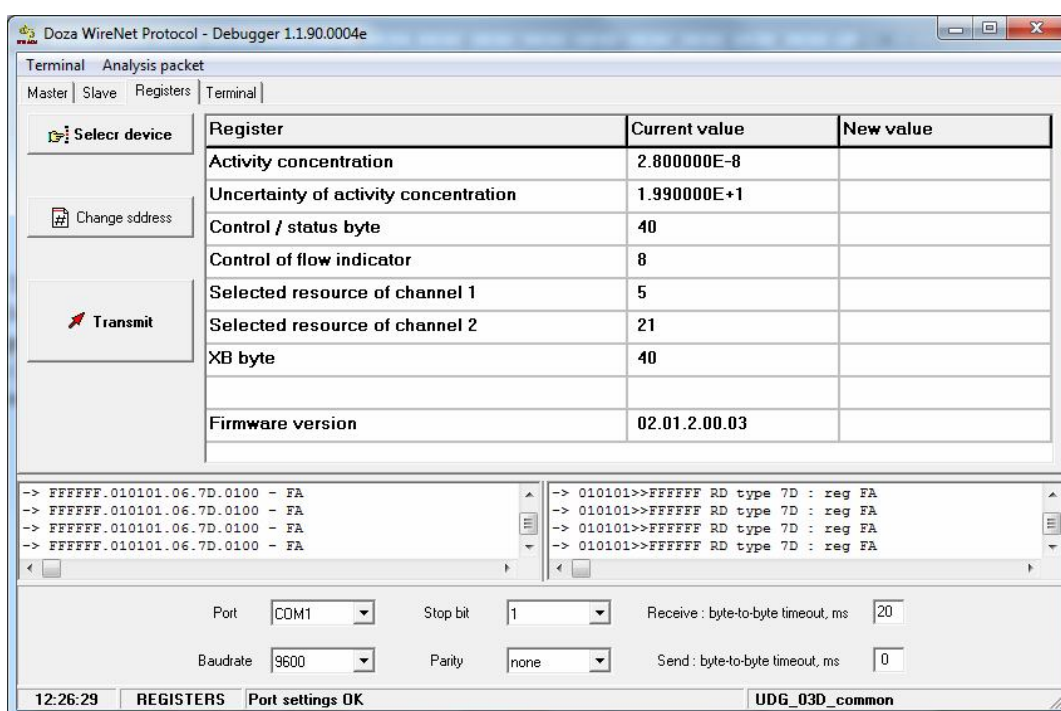 Doza WireNet Protocol - Debugger 1.1.90.0004e
Terminal Analysis packet
Master Slave Registers Terminal
Selecr device
Change sddress
Transmit
Register Current value New value
Activity concentration 2.800000E-8
Uncertainty of activity concentration 1.990000E+1
Control / status byte 40
Control of flow indicator 8
Selected resource of channel 1 5
Selected resource of channel 2 21
XB byte 40
Firmware version 02.01.2.00.03
-> FFFFFF.010101.06.7D.0100 - FA
-> FFFFFF.010101.06.7D.0100 - FA
-> FFFFFF.010101.06.7D.0100 - FA
-> FFFFFF.010101.06.7D.0100 - FA
-> 010101>>FFFFFF RD type 7D : reg FA
-> 010101>>FFFFFF RD type 7D : reg FA
-> 010101>>FFFFFF RD type 7D : reg FA
-> 010101>>FFFFFF RD type 7D : reg FA
Port COM1 Stop bit 1 Receive : byte-to-byte timeout, ms 20
Baudrate 9600 Parity none Send : byte-to-byte timeout, ms 0
12:26:29 REGISTERS Port settings OK UDG_03D_common